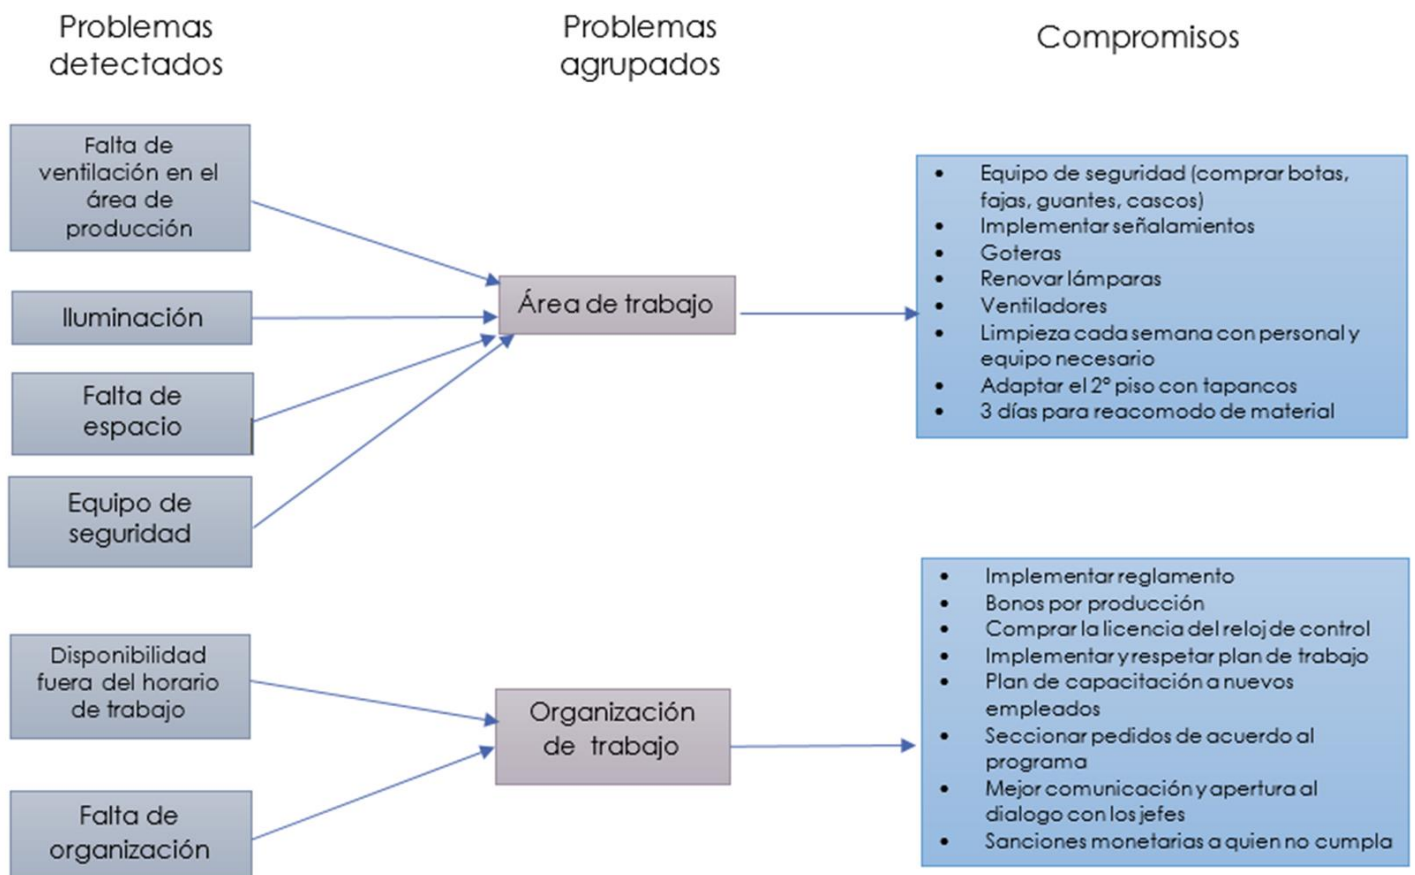 Problemas
detectados
Problemas
agrupados
Compromisos
Falta de
ventilación en el
área de
producción
Iluminación
Falta de
espacio
Equipo de
seguridad
Disponibilidad
fuera del horario
de trabajo
Falta de
organización
Área de trabajo
Organización
de trabajo
• Equipo de seguridad (comprar botas,
fajas, guantes, cascos)
• Implementar señalamientos
• Goteras
• Renovar lámparas
• Ventiladores
• Limpieza cada semana con personal y
equipo necesario
• Adaptar el 2º piso con tapancos
• 3 días para reacomodo de material
• Implementar reglamento
• Bonos por producción
• Comprar la licencia del reloj de control
• Implementar y respetar plan de trabajo
• Plan de capacitación a nuevos
empleados
• Seccionar pedidos de acuerdo al
programa
• Mejor comunicación y apertura al
dialogo con los jefes
• Sanciones monetarias a quien no cumpla